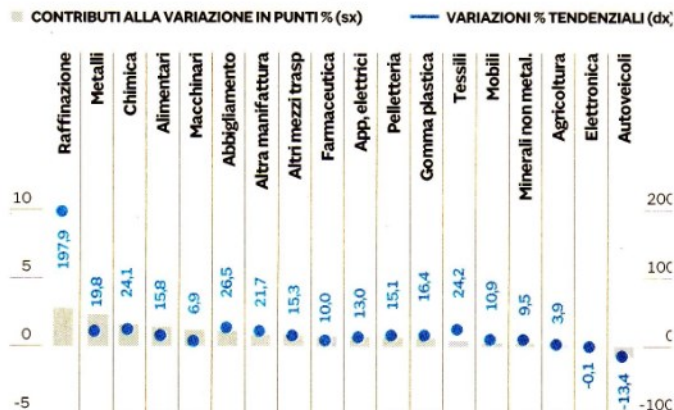 CONTRIBUTI ALLA VARIAZIONE IN PUNTI % (sx)
VARIAZIONI % TENDENZIALI (dx)
Raffinazione
Metalli
Chimica
Alimentari
Macchinari
Abbigliamento
Altra manifattura
Altri mezzi trasp
Farmaceutica
App, elettrici
Pelletteria
Gomma plastica
Tessili
Mobili
Minerali non metal.
Agricoltura
Elettronica
Autoveicoli
10
5
0
-5
200
100
0
-100
197,9
19,8
24,1
15,8
6,9
26,5
21,7
15,3
10,0
13,0
15,1
16,4
24,2
10,9
9,5
3,9
-0,1
-13,4